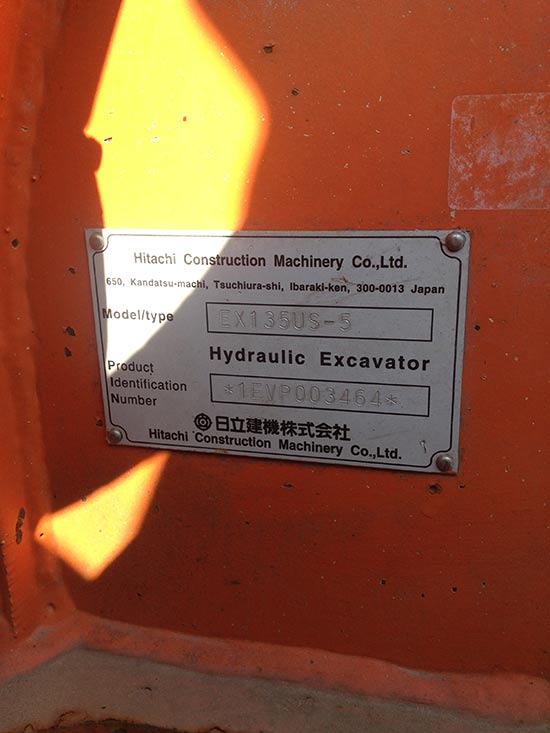 Hitachi Construction Machinery Co.,Ltd.
650, Kandatsu-machi, Tsuchiura-shi, Ibaraki-ken, 300-0013 Japan
Model/type EX135US-5
Hydraulic Excavator
Product Identification Number *1EVP003464*
日立建機株式会社
Hitachi Construction Machinery Co.,Ltd.